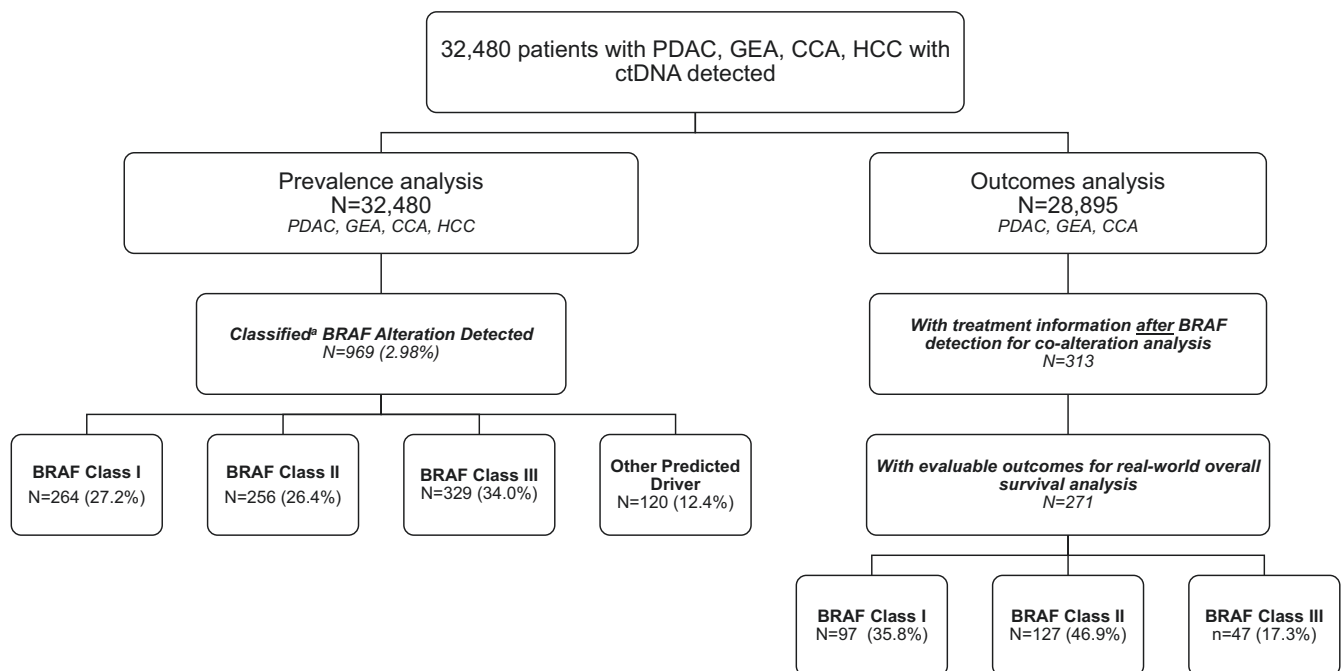 32,480 patients with PDAC, GEA, CCA, HCC with
ctDNA detected
Prevalence analysis
N=32,480
PDAC, GEA, CCA, HCC
Outcomes analysis
N=28,895
PDAC, GEA, CCA
Classifiedᵃ BRAF Alteration Detected
N=969 (2.98%)
With treatment information after BRAF
detection for co-alteration analysis
N=313
BRAF Class I
N=264 (27.2%)
BRAF Class II
N=256 (26.4%)
BRAF Class III
N=329 (34.0%)
Other Predicted
Driver
N=120 (12.4%)
With evaluable outcomes for real-world overall
survival analysis
N=271
BRAF Class I
N=97 (35.8%)
BRAF Class II
N=127 (46.9%)
BRAF Class III
n=47 (17.3%)